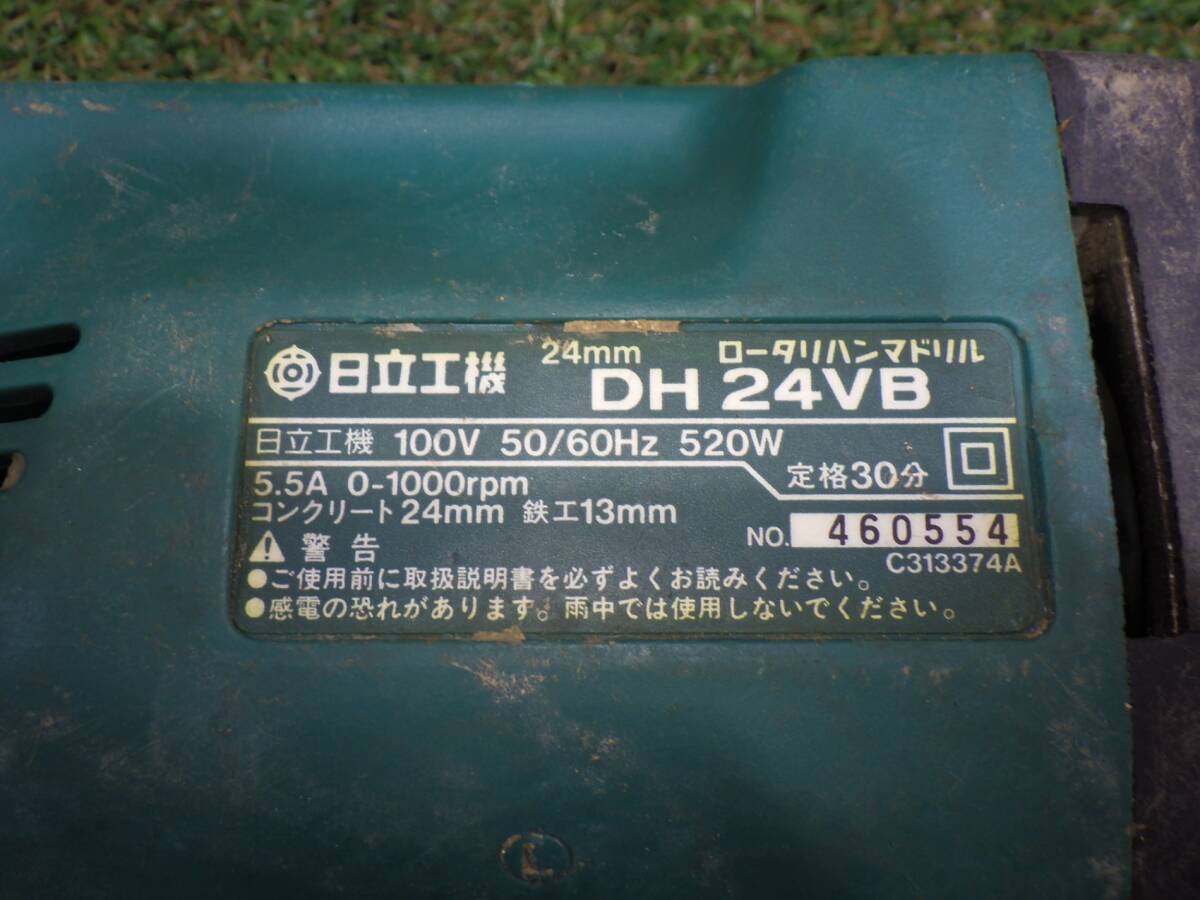 日立工機 24mm ロータリハンマドリル
DH 24VB
日立工機 100V 50/60Hz 520W
5.5A 0-1000rpm 定格30分
コンクリート24mm 鉄工13mm
NO. 460554
⚠ 警告
C313374A
●ご使用前に取扱説明書を必ずよくお読みください。
●感電の恐れがあります。雨中では使用しないでください。
L